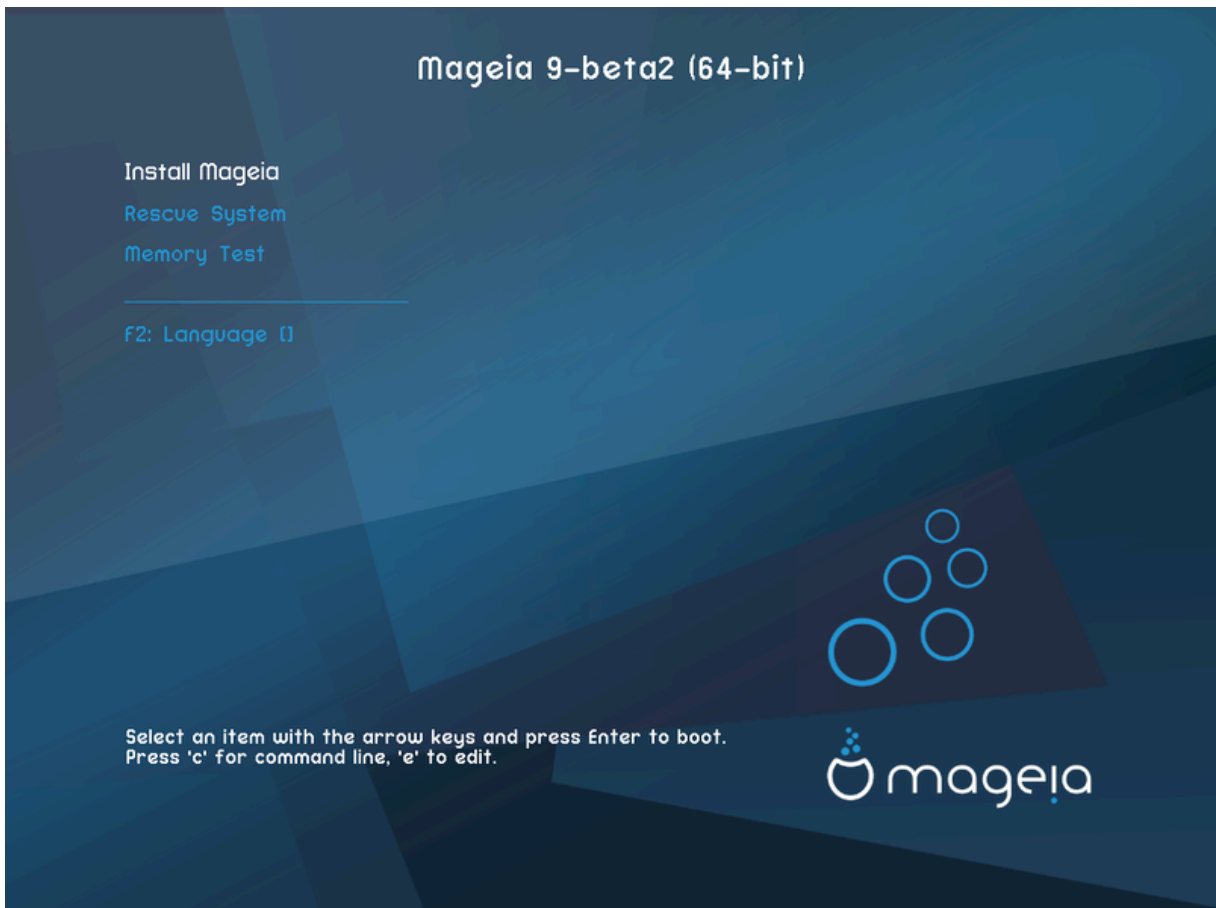 Mageia 9-beta2 (64-bit)
Install Mageia
Rescue System
Memory Test
F2: Language []
Select an item with the arrow keys and press Enter to boot.
Press 'c' for command line, 'e' to edit.
mageia